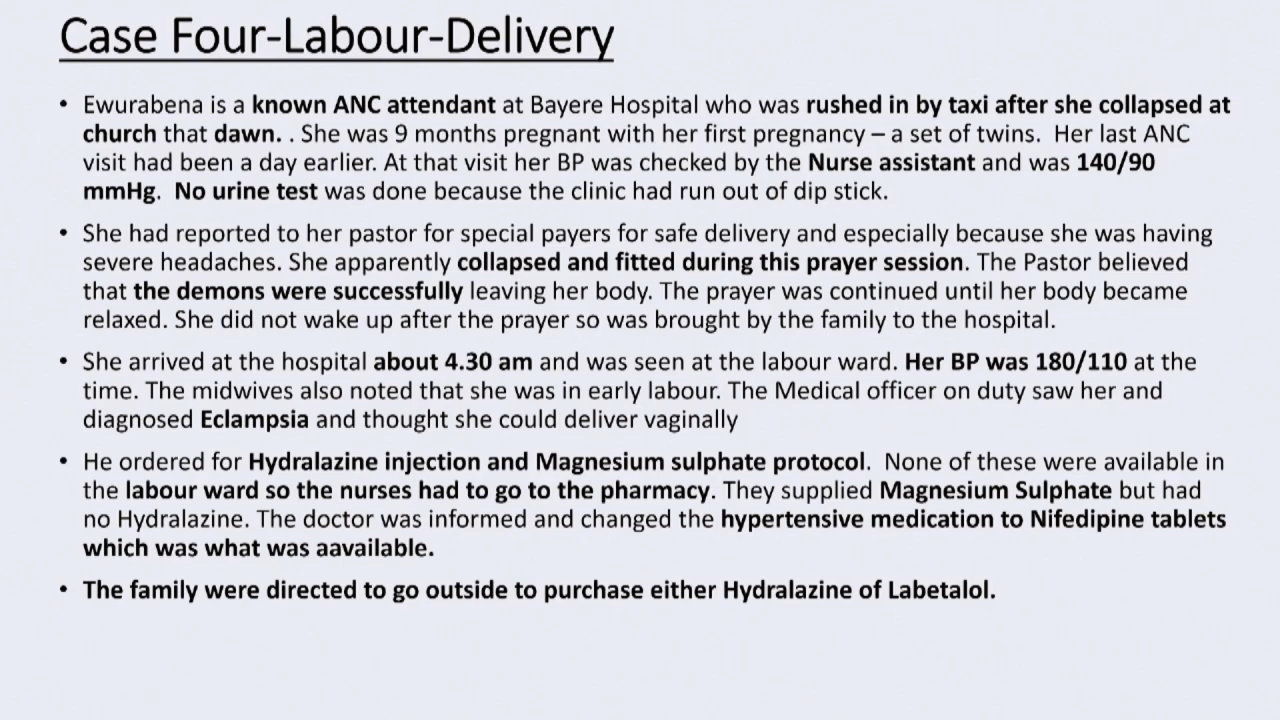 Case Four-Labour-Delivery
• Ewurabena is a known ANC attendant at Bayere Hospital who was rushed in by taxi after she collapsed at
church that dawn. . She was 9 months pregnant with her first pregnancy – a set of twins.  Her last ANC
visit had been a day earlier. At that visit her BP was checked by the Nurse assistant and was 140/90
mmHg.  No urine test was done because the clinic had run out of dip stick.
• She had reported to her pastor for special payers for safe delivery and especially because she was having
severe headaches. She apparently collapsed and fitted during this prayer session. The Pastor believed
that the demons were successfully leaving her body. The prayer was continued until her body became
relaxed. She did not wake up after the prayer so was brought by the family to the hospital.
• She arrived at the hospital about 4.30 am and was seen at the labour ward. Her BP was 180/110 at the
time. The midwives also noted that she was in early labour. The Medical officer on duty saw her and
diagnosed Eclampsia and thought she could deliver vaginally
• He ordered for Hydralazine injection and Magnesium sulphate protocol.  None of these were available in
the labour ward so the nurses had to go to the pharmacy. They supplied Magnesium Sulphate but had
no Hydralazine. The doctor was informed and changed the hypertensive medication to Nifedipine tablets
which was what was aavailable.
• The family were directed to go outside to purchase either Hydralazine of Labetalol.